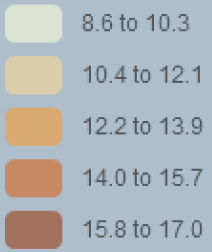 8.6 to 10.3
10.4 to 12.1
12.2 to 13.9
14.0 to 15.7
15.8 to 17.0